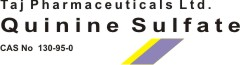 Taj Pharmaceuticals Ltd.
Quinine Sulfate
CAS No 130-95-0